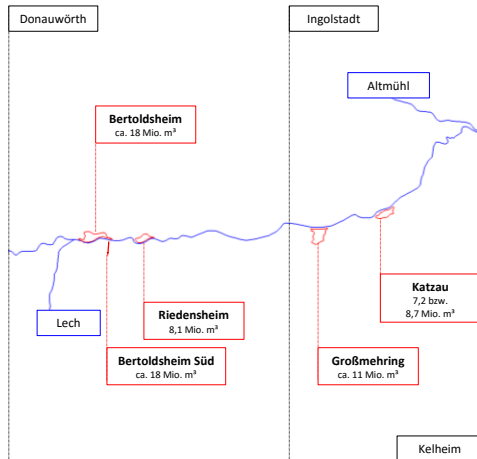 Donauwörth
Ingolstadt
Altmühl
Bertoldsheim
ca. 18 Mio. m³
Katzau
7,2 bzw.
8,7 Mio. m³
Riedensheim
8,1 Mio. m³
Lech
Bertoldsheim Süd
ca. 18 Mio. m³
Großmehring
ca. 11 Mio. m³
Kelheim